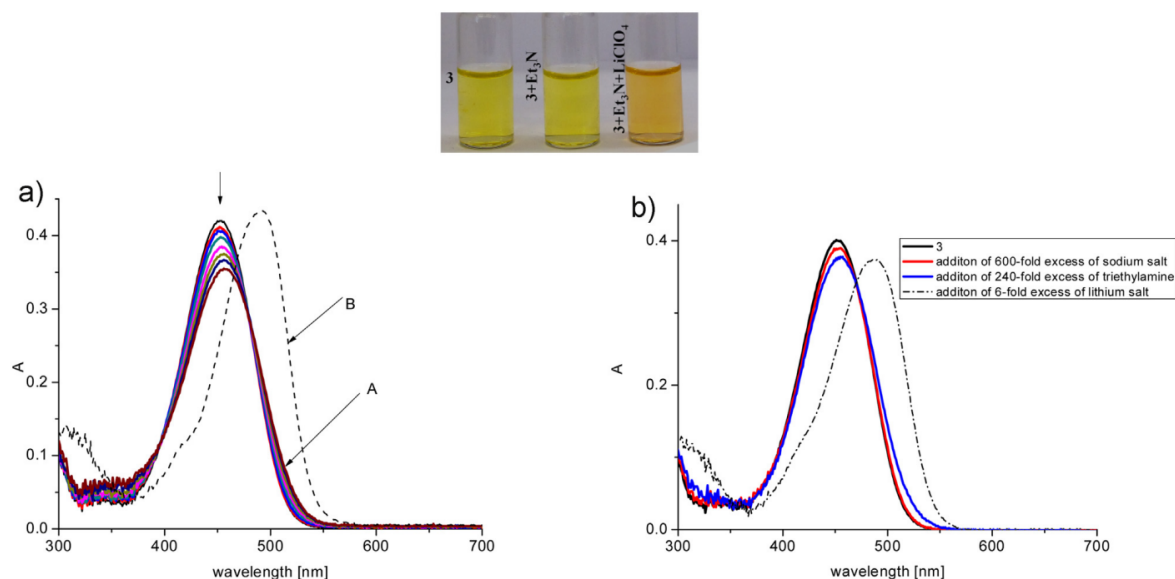 3
3+Et₃N
3+Et₃N+LiClO₄
a)
0.4
0.3
0.2
0.1
0.0
A
B
A
300
400
500
600
700
wavelength [nm]
b)
0.4
0.2
0.0
A
3
additon of 600-fold excess of sodium salt
additon of 240-fold excess of triethylamine
additon of 6-fold excess of lithium salt
300
400
500
600
700
wavelength [nm]